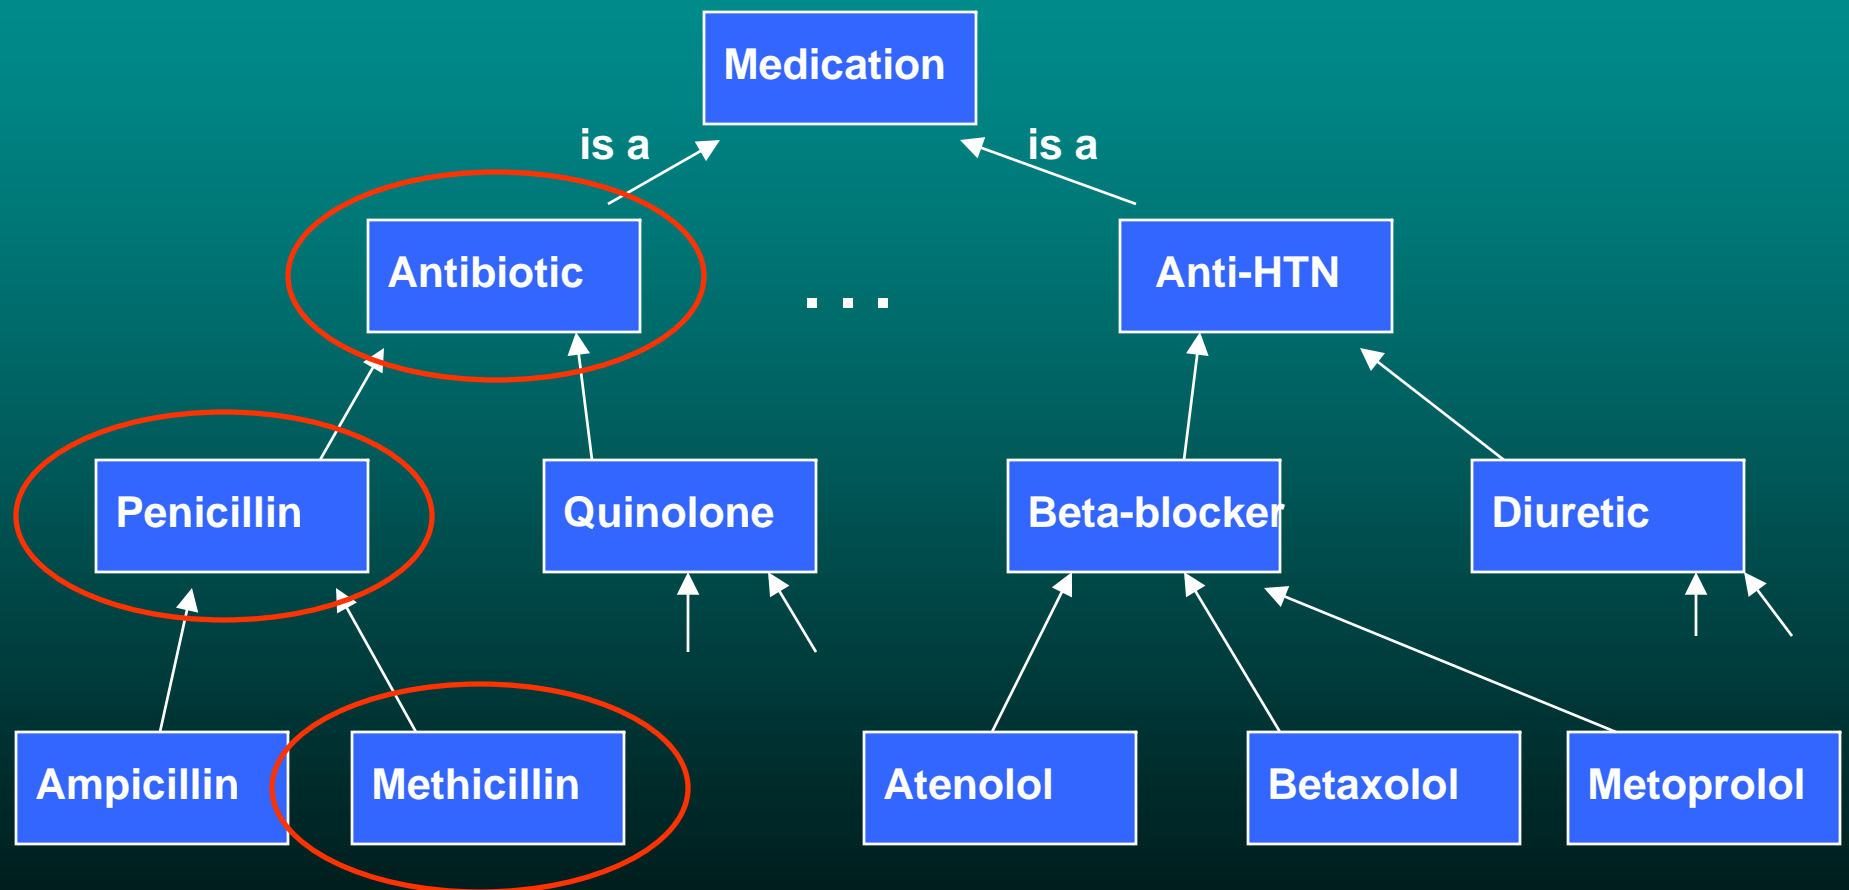 Medication
is a
is a
Antibiotic
. . .
Anti-HTN
Penicillin
Quinolone
Beta-blocker
Diuretic
Ampicillin
Methicillin
Atenolol
Betaxolol
Metoprolol